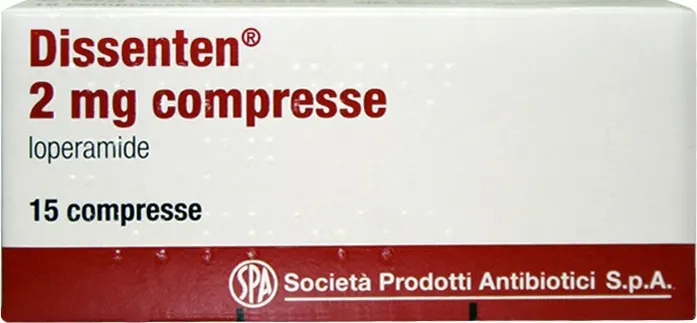 Dissenten®
2 mg compresse
loperamide
15 compresse
SPA Società Prodotti Antibiotici S.p.A.